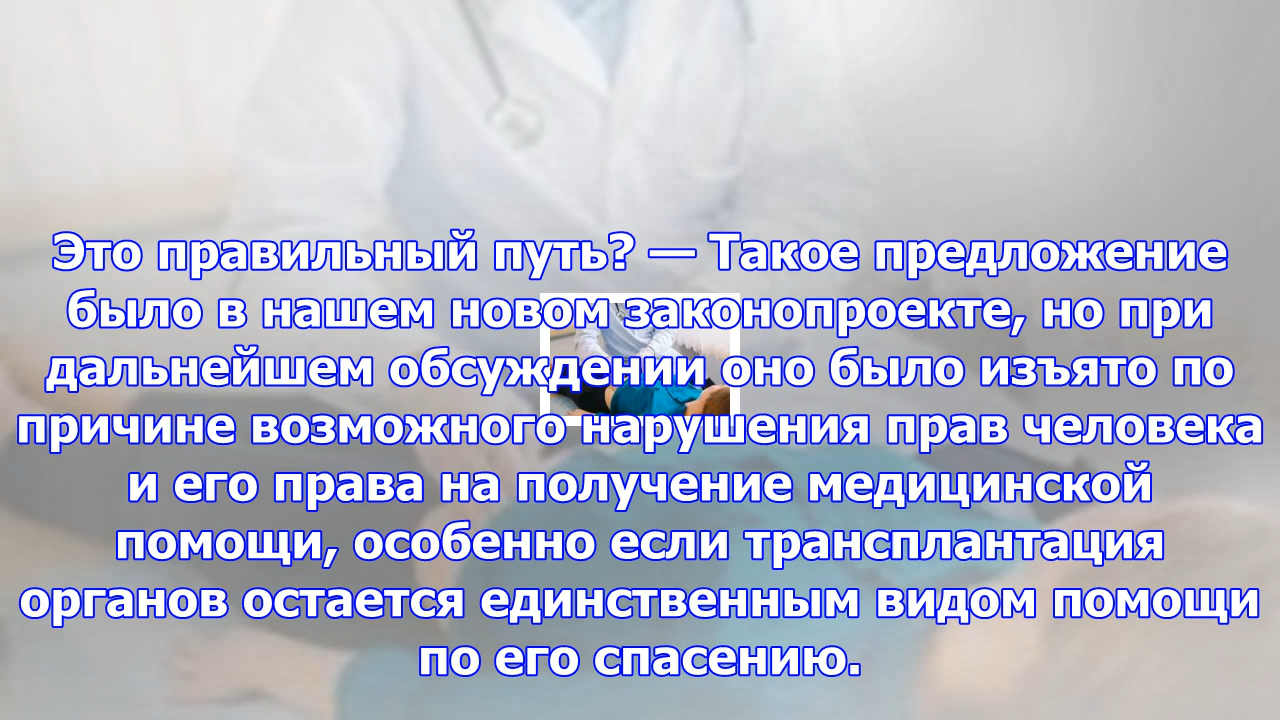 Это правильный путь? — Такое предложение
было в нашем новом законопроекте, но при
дальнейшем обсуждении оно было изъято по
причине возможного нарушения прав человека
и его права на получение медицинской
помощи, особенно если трансплантация
органов остается единственным видом помощи
по его спасению.